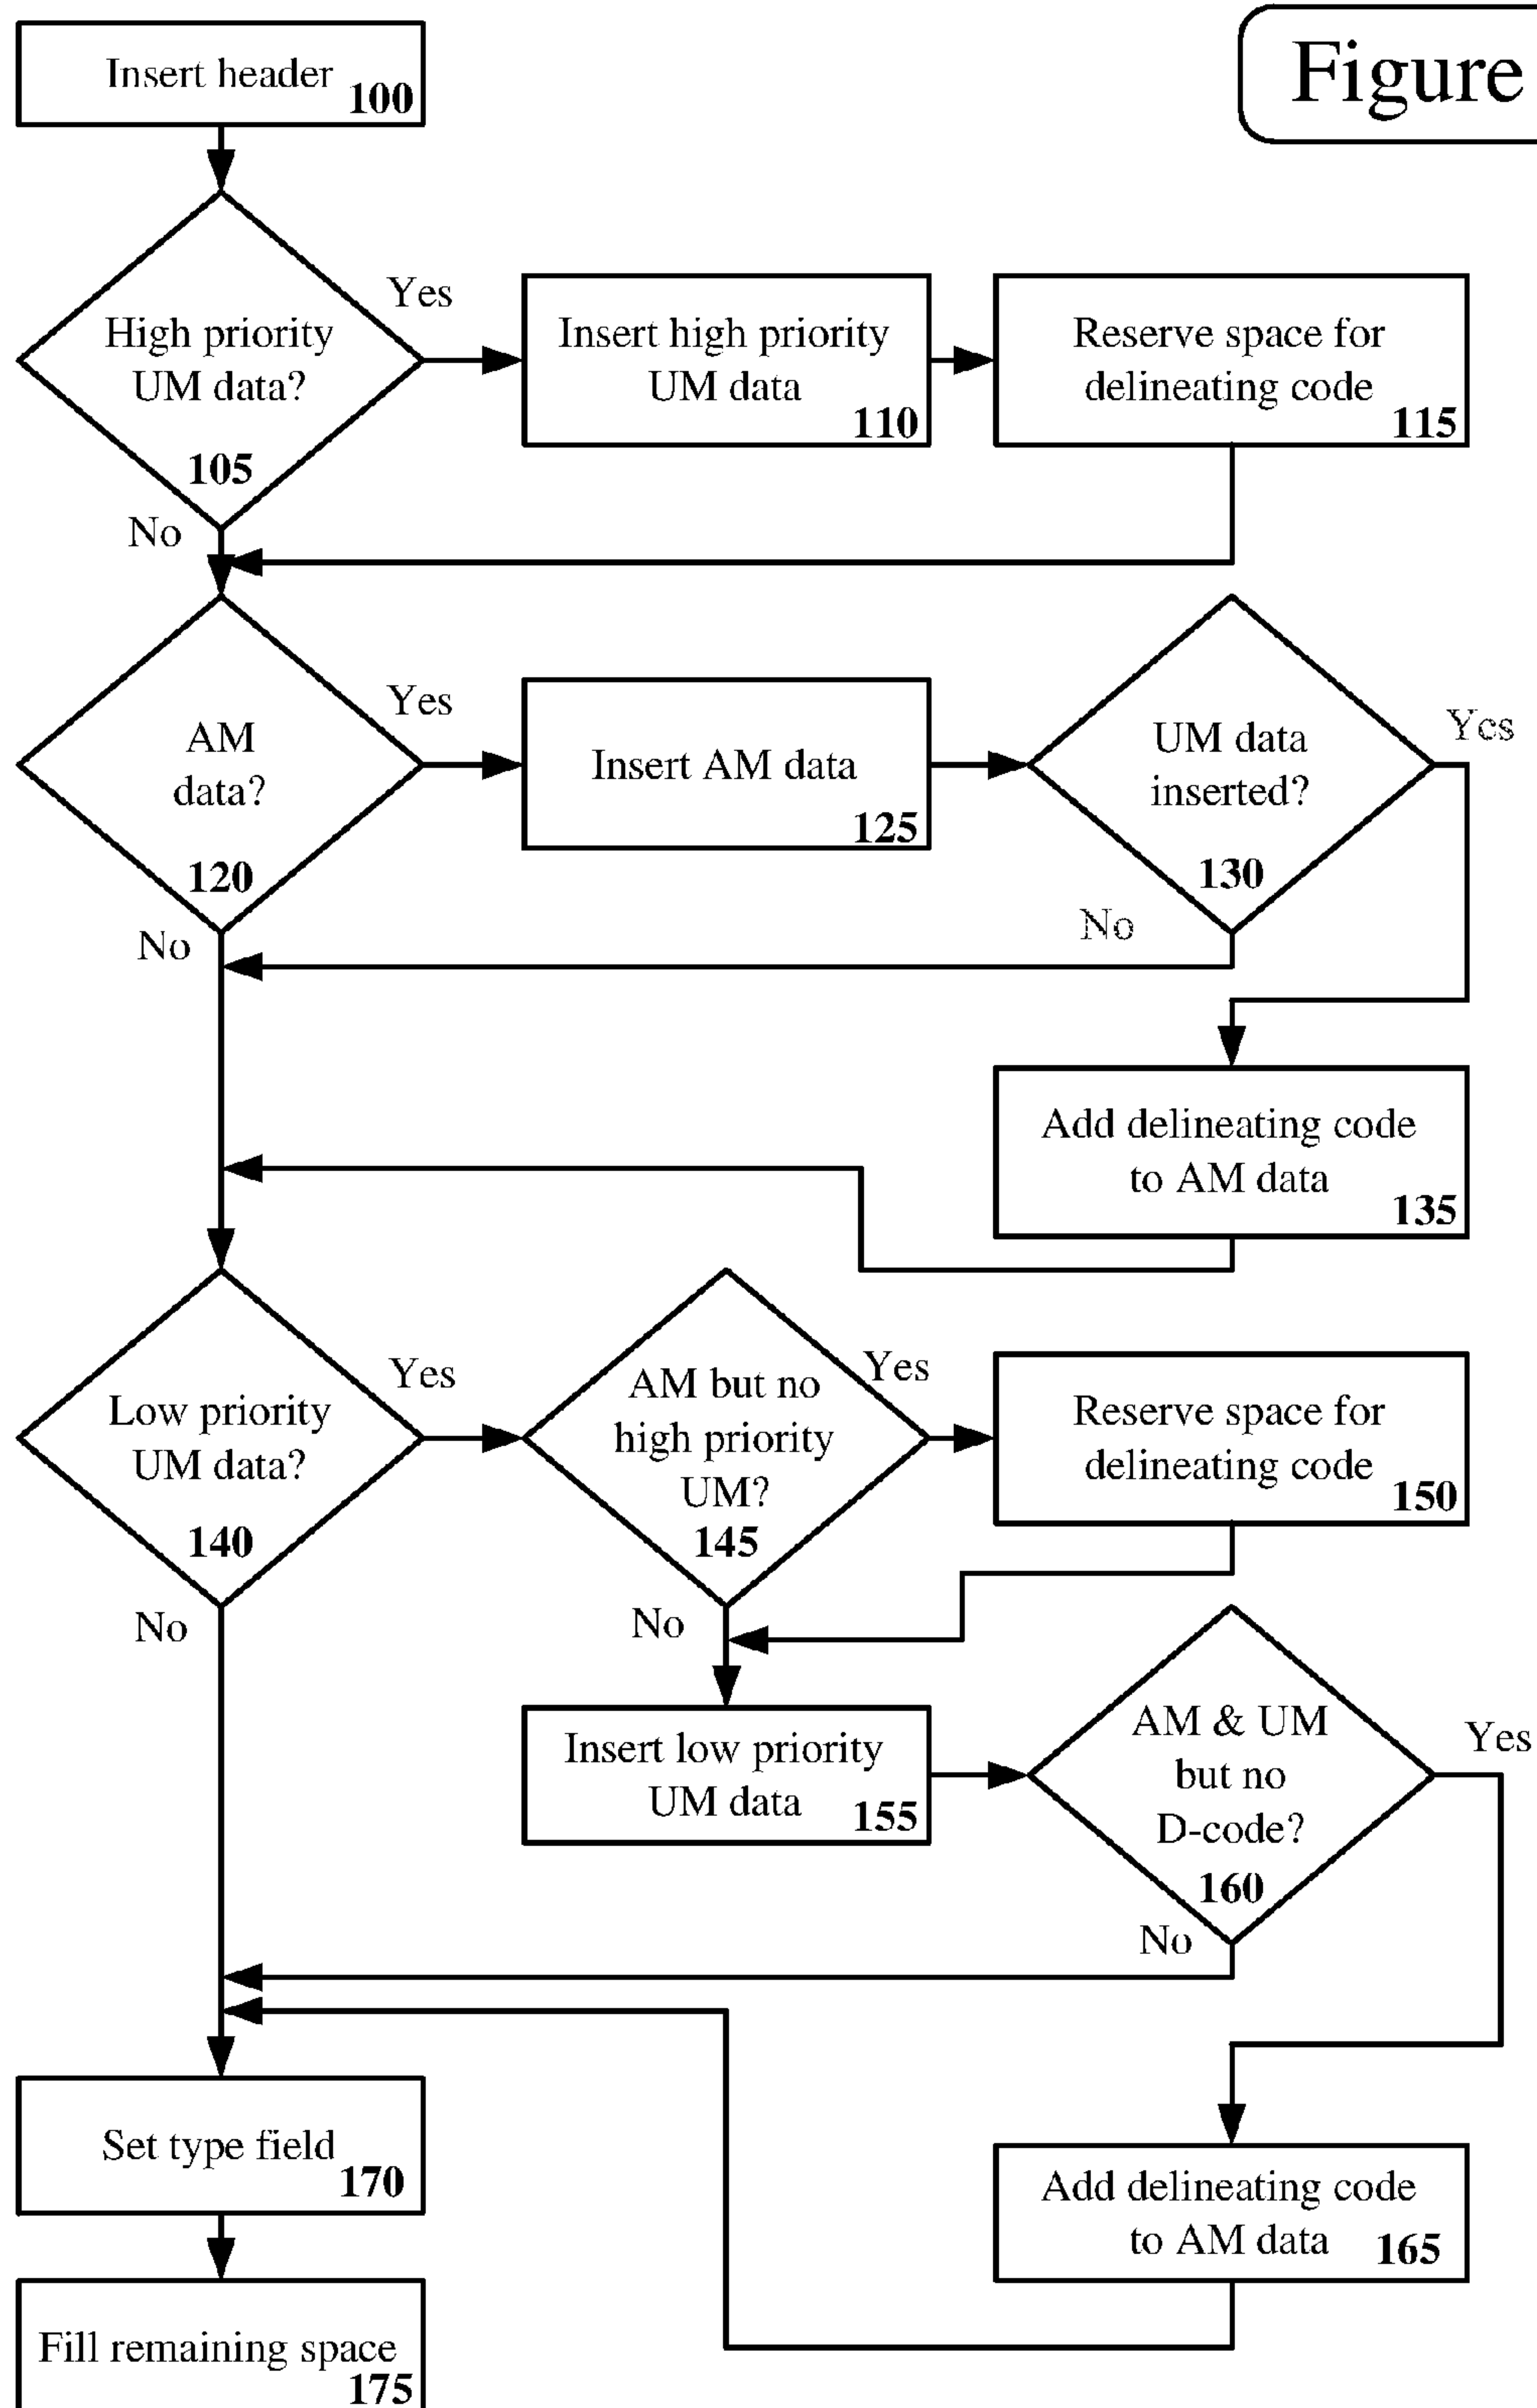 Figure
Insert header
100
High priority
UM data?
105
Yes
No
Insert high priority
UM data
110
Reserve space for
delineating code
115
AM
data?
120
Yes
No
Insert AM data
125
UM data
inserted?
130
Yes
No
Add delineating code
to AM data
135
Low priority
UM data?
140
Yes
No
AM but no
high priority
UM?
145
Yes
No
Reserve space for
delineating code
150
Insert low priority
UM data
155
AM & UM
but no
D-code?
160
Yes
No
Add delineating code
to AM data
165
Set type field
170
Fill remaining space
175